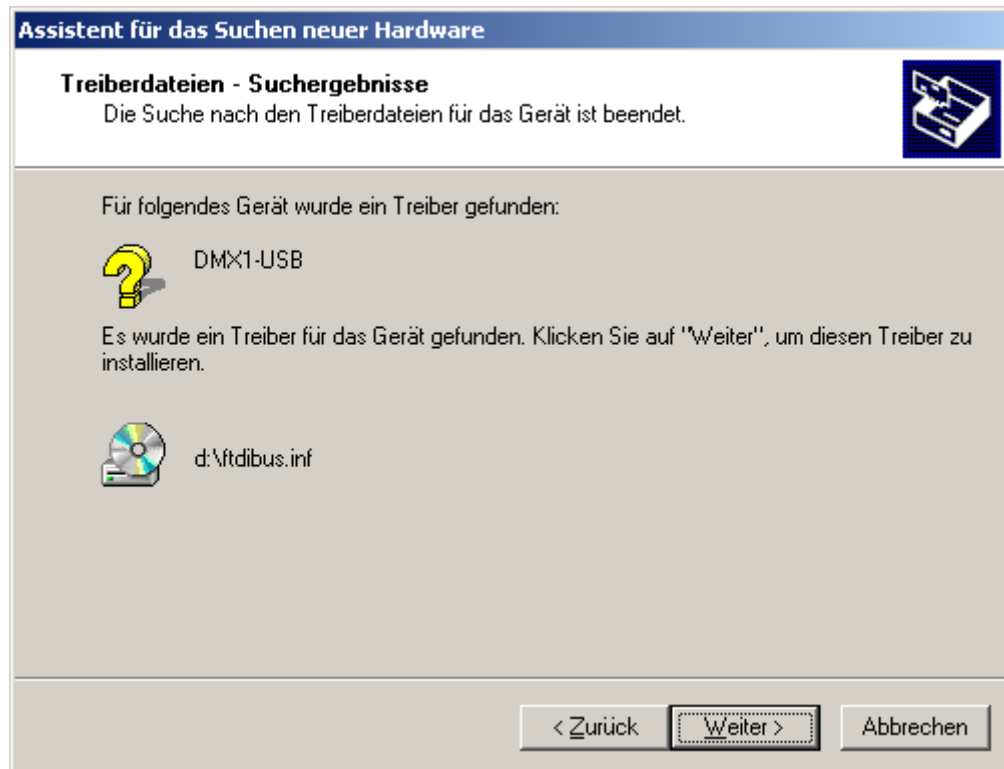 Assistent für das Suchen neuer Hardware
Treiberdateien - Suchergebnisse
Die Suche nach den Treiberdateien für das Gerät ist beendet.
Für folgendes Gerät wurde ein Treiber gefunden:
DMX1-USB
Es wurde ein Treiber für das Gerät gefunden. Klicken Sie auf "Weiter", um diesen Treiber zu
installieren.
d:\ftdibus.inf
< Zurück
Weiter >
Abbrechen